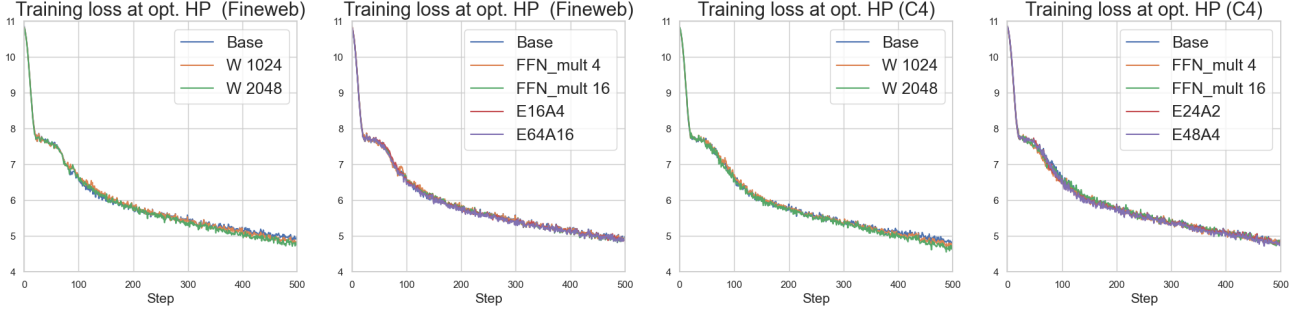 Training loss at opt. HP (Fineweb)
11
10
9
8
7
6
5
4
0
100
200
300
400
500
Step
Base
W 1024
W 2048
Training loss at opt. HP (Fineweb)
11
10
9
8
7
6
5
4
0
100
200
300
400
500
Step
Base
FFN_mult 4
FFN_mult 16
E16A4
E64A16
Training loss at opt. HP (C4)
11
10
9
8
7
6
5
4
0
100
200
300
400
500
Step
Base
W 1024
W 2048
Training loss at opt. HP (C4)
11
10
9
8
7
6
5
4
0
100
200
300
400
500
Step
Base
FFN_mult 4
FFN_mult 16
E24A2
E48A4